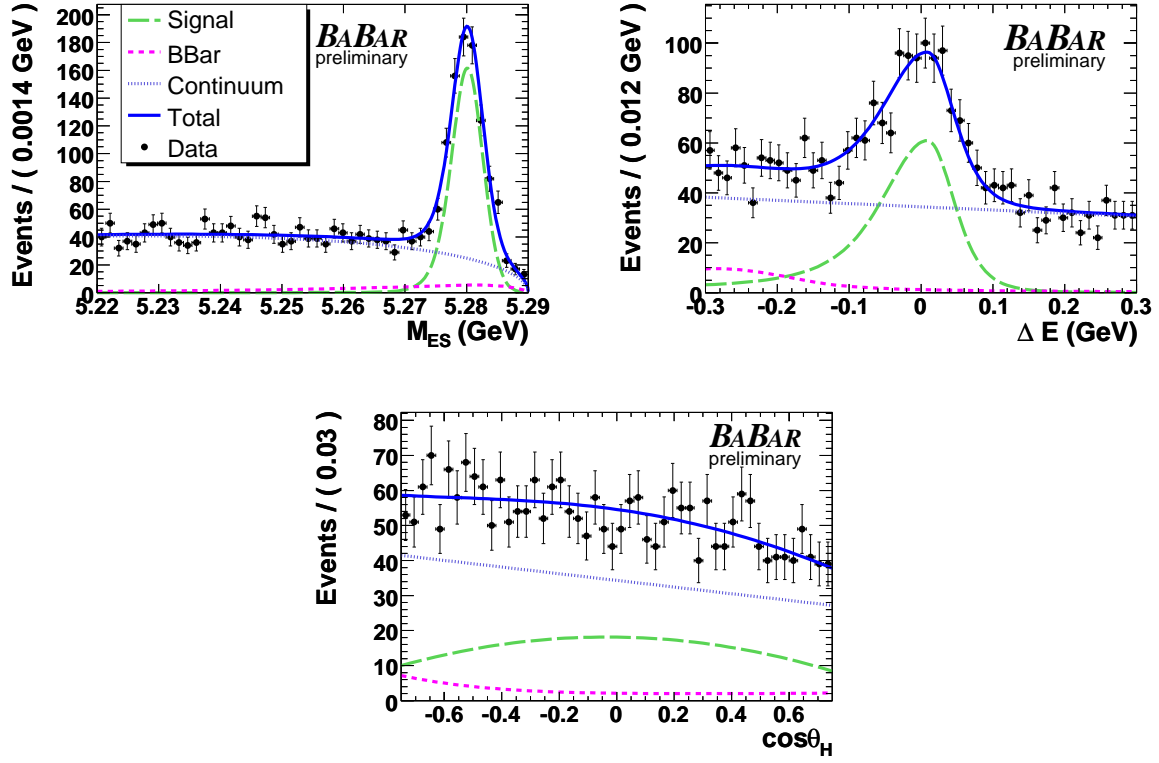 Events / ( 0.0014 GeV )
200
180
160
140
120
100
80
60
40
20
0
Signal
BBar
Continuum
Total
Data
BABAR
preliminary
5.22 5.23 5.24 5.25 5.26 5.27 5.28 5.29
M_ES (GeV)
Events / ( 0.012 GeV )
100
80
60
40
20
0
BABAR
preliminary
-0.3 -0.2 -0.1 0 0.1 0.2 0.3
Δ E (GeV)
Events / ( 0.03 )
80
70
60
50
40
30
20
10
0
BABAR
preliminary
-0.6 -0.4 -0.2 0 0.2 0.4 0.6
cosθ_H